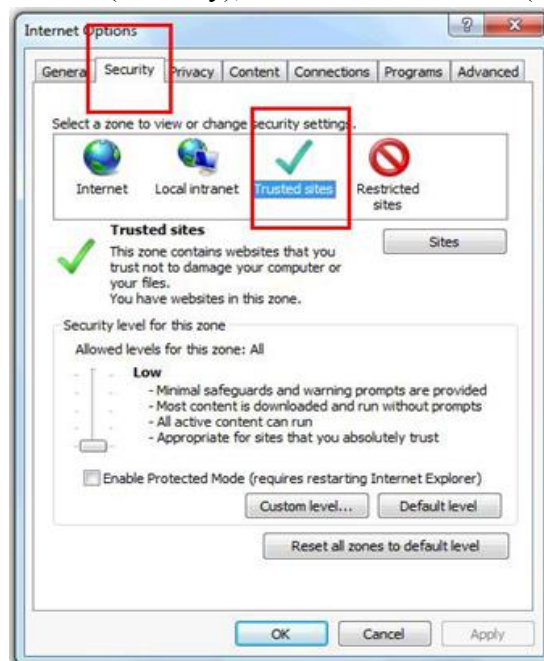 Internet Options
General Security Privacy Content Connections Programs Advanced
Select a zone to view or change security settings.
Internet Local intranet Trusted sites Restricted sites
Trusted sites
Sites
This zone contains websites that you
trust not to damage your computer or
your files.
You have websites in this zone.
Security level for this zone
Allowed levels for this zone: All
Low
- Minimal safeguards and warning prompts are provided
- Most content is downloaded and run without prompts
- All active content can run
- Appropriate for sites that you absolutely trust
Enable Protected Mode (requires restarting Internet Explorer)
Custom level... Default level
Reset all zones to default level
OK Cancel Apply